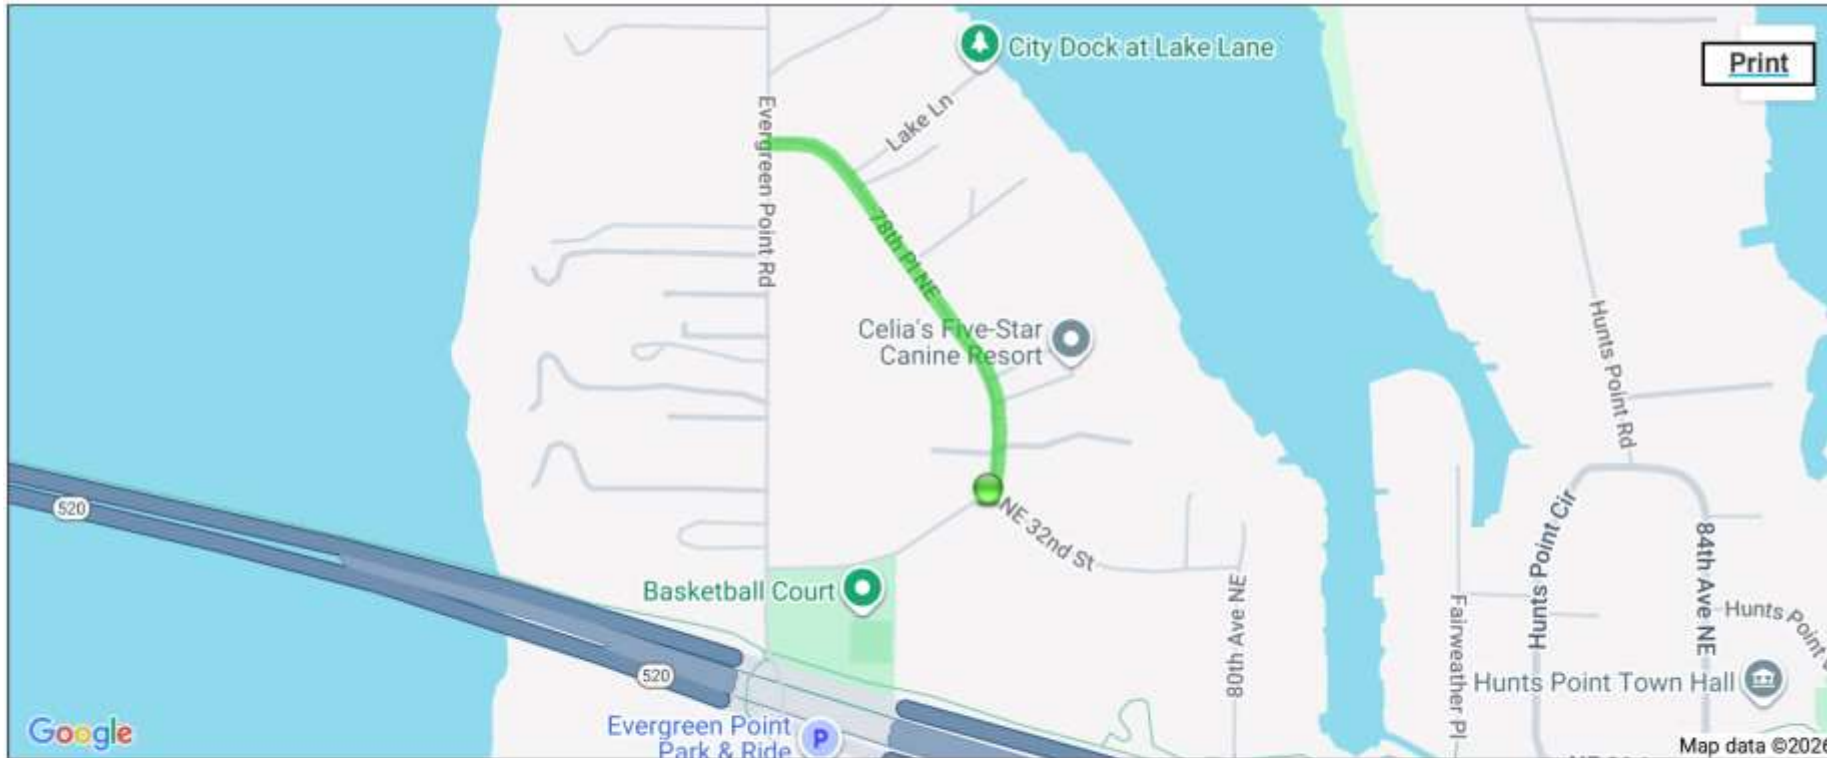 City Dock at Lake Lane
Print
Evergreen Point Rd
Lake Ln
78th Pl NE
Celia's Five-Star
Canine Resort
Hunts Point Rd
520
NE 32nd St
Hunts Point Cir
84th Ave NE
Basketball Court
80th Ave NE
Fairweather Pl
Hunts Point
520
Hunts Point Town Hall
Google
Evergreen Point
Park & Ride
P
Map data ©2026